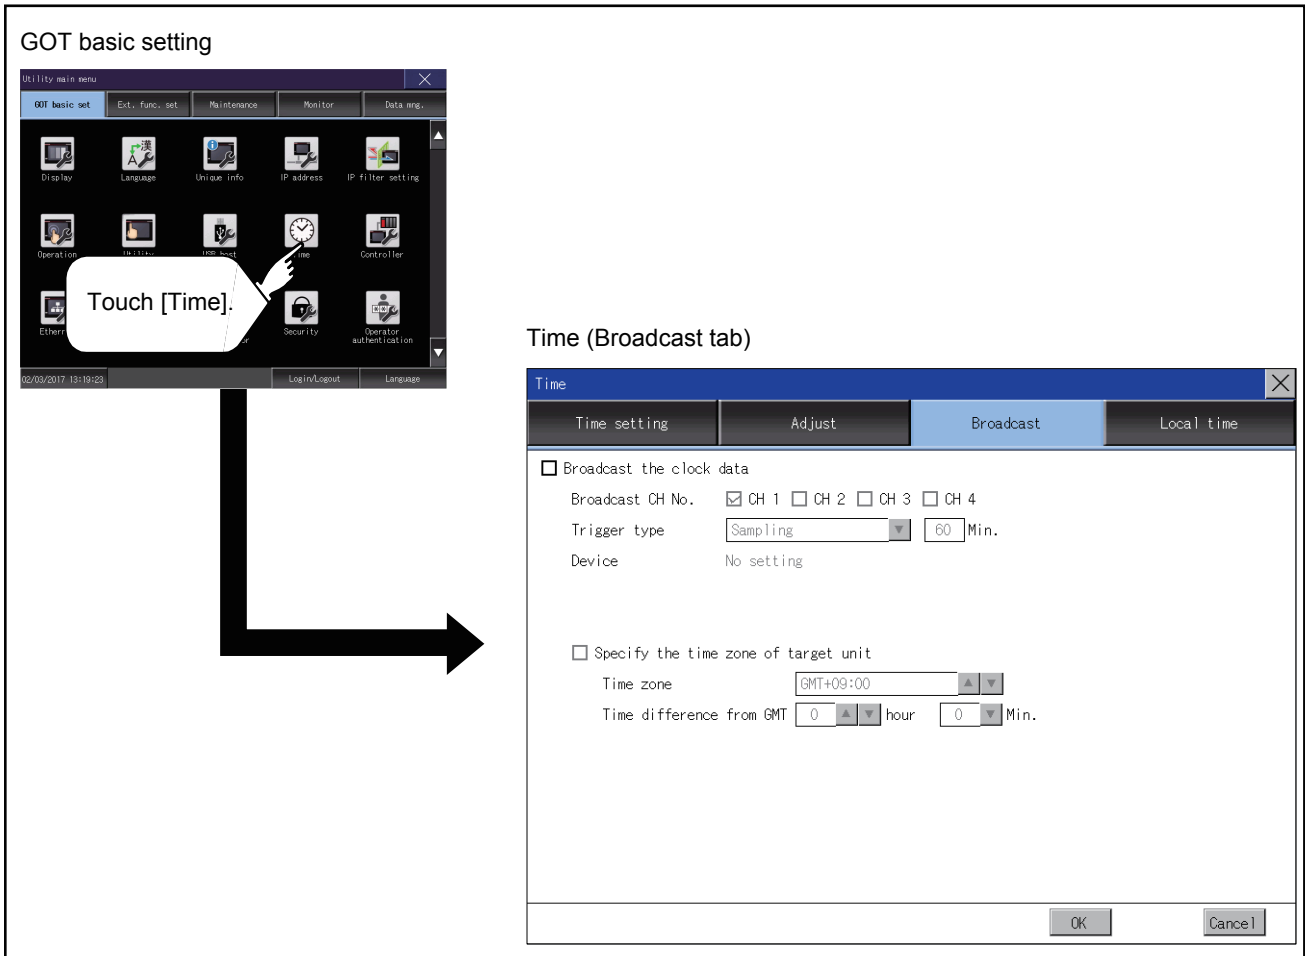 GOT basic setting
Utility main menu
GOT basic set Ext. func. set Maintenance Monitor Data mng.
漢
A
Display Language Unique info IP address IP filter setting
Operation Utility USB host Time Controller
Touch [Time].
Security Operator
authentication
02/03/2017 13:19:23 Login/Logout Language
Time (Broadcast tab)
Time
Time setting Adjust Broadcast Local time
Broadcast the clock data
Broadcast CH No. CH 1 CH 2 CH 3 CH 4
Trigger type Sampling 60 Min.
Device No setting
Specify the time zone of target unit
Time zone GMT+09:00
Time difference from GMT 0 hour 0 Min.
OK Cancel